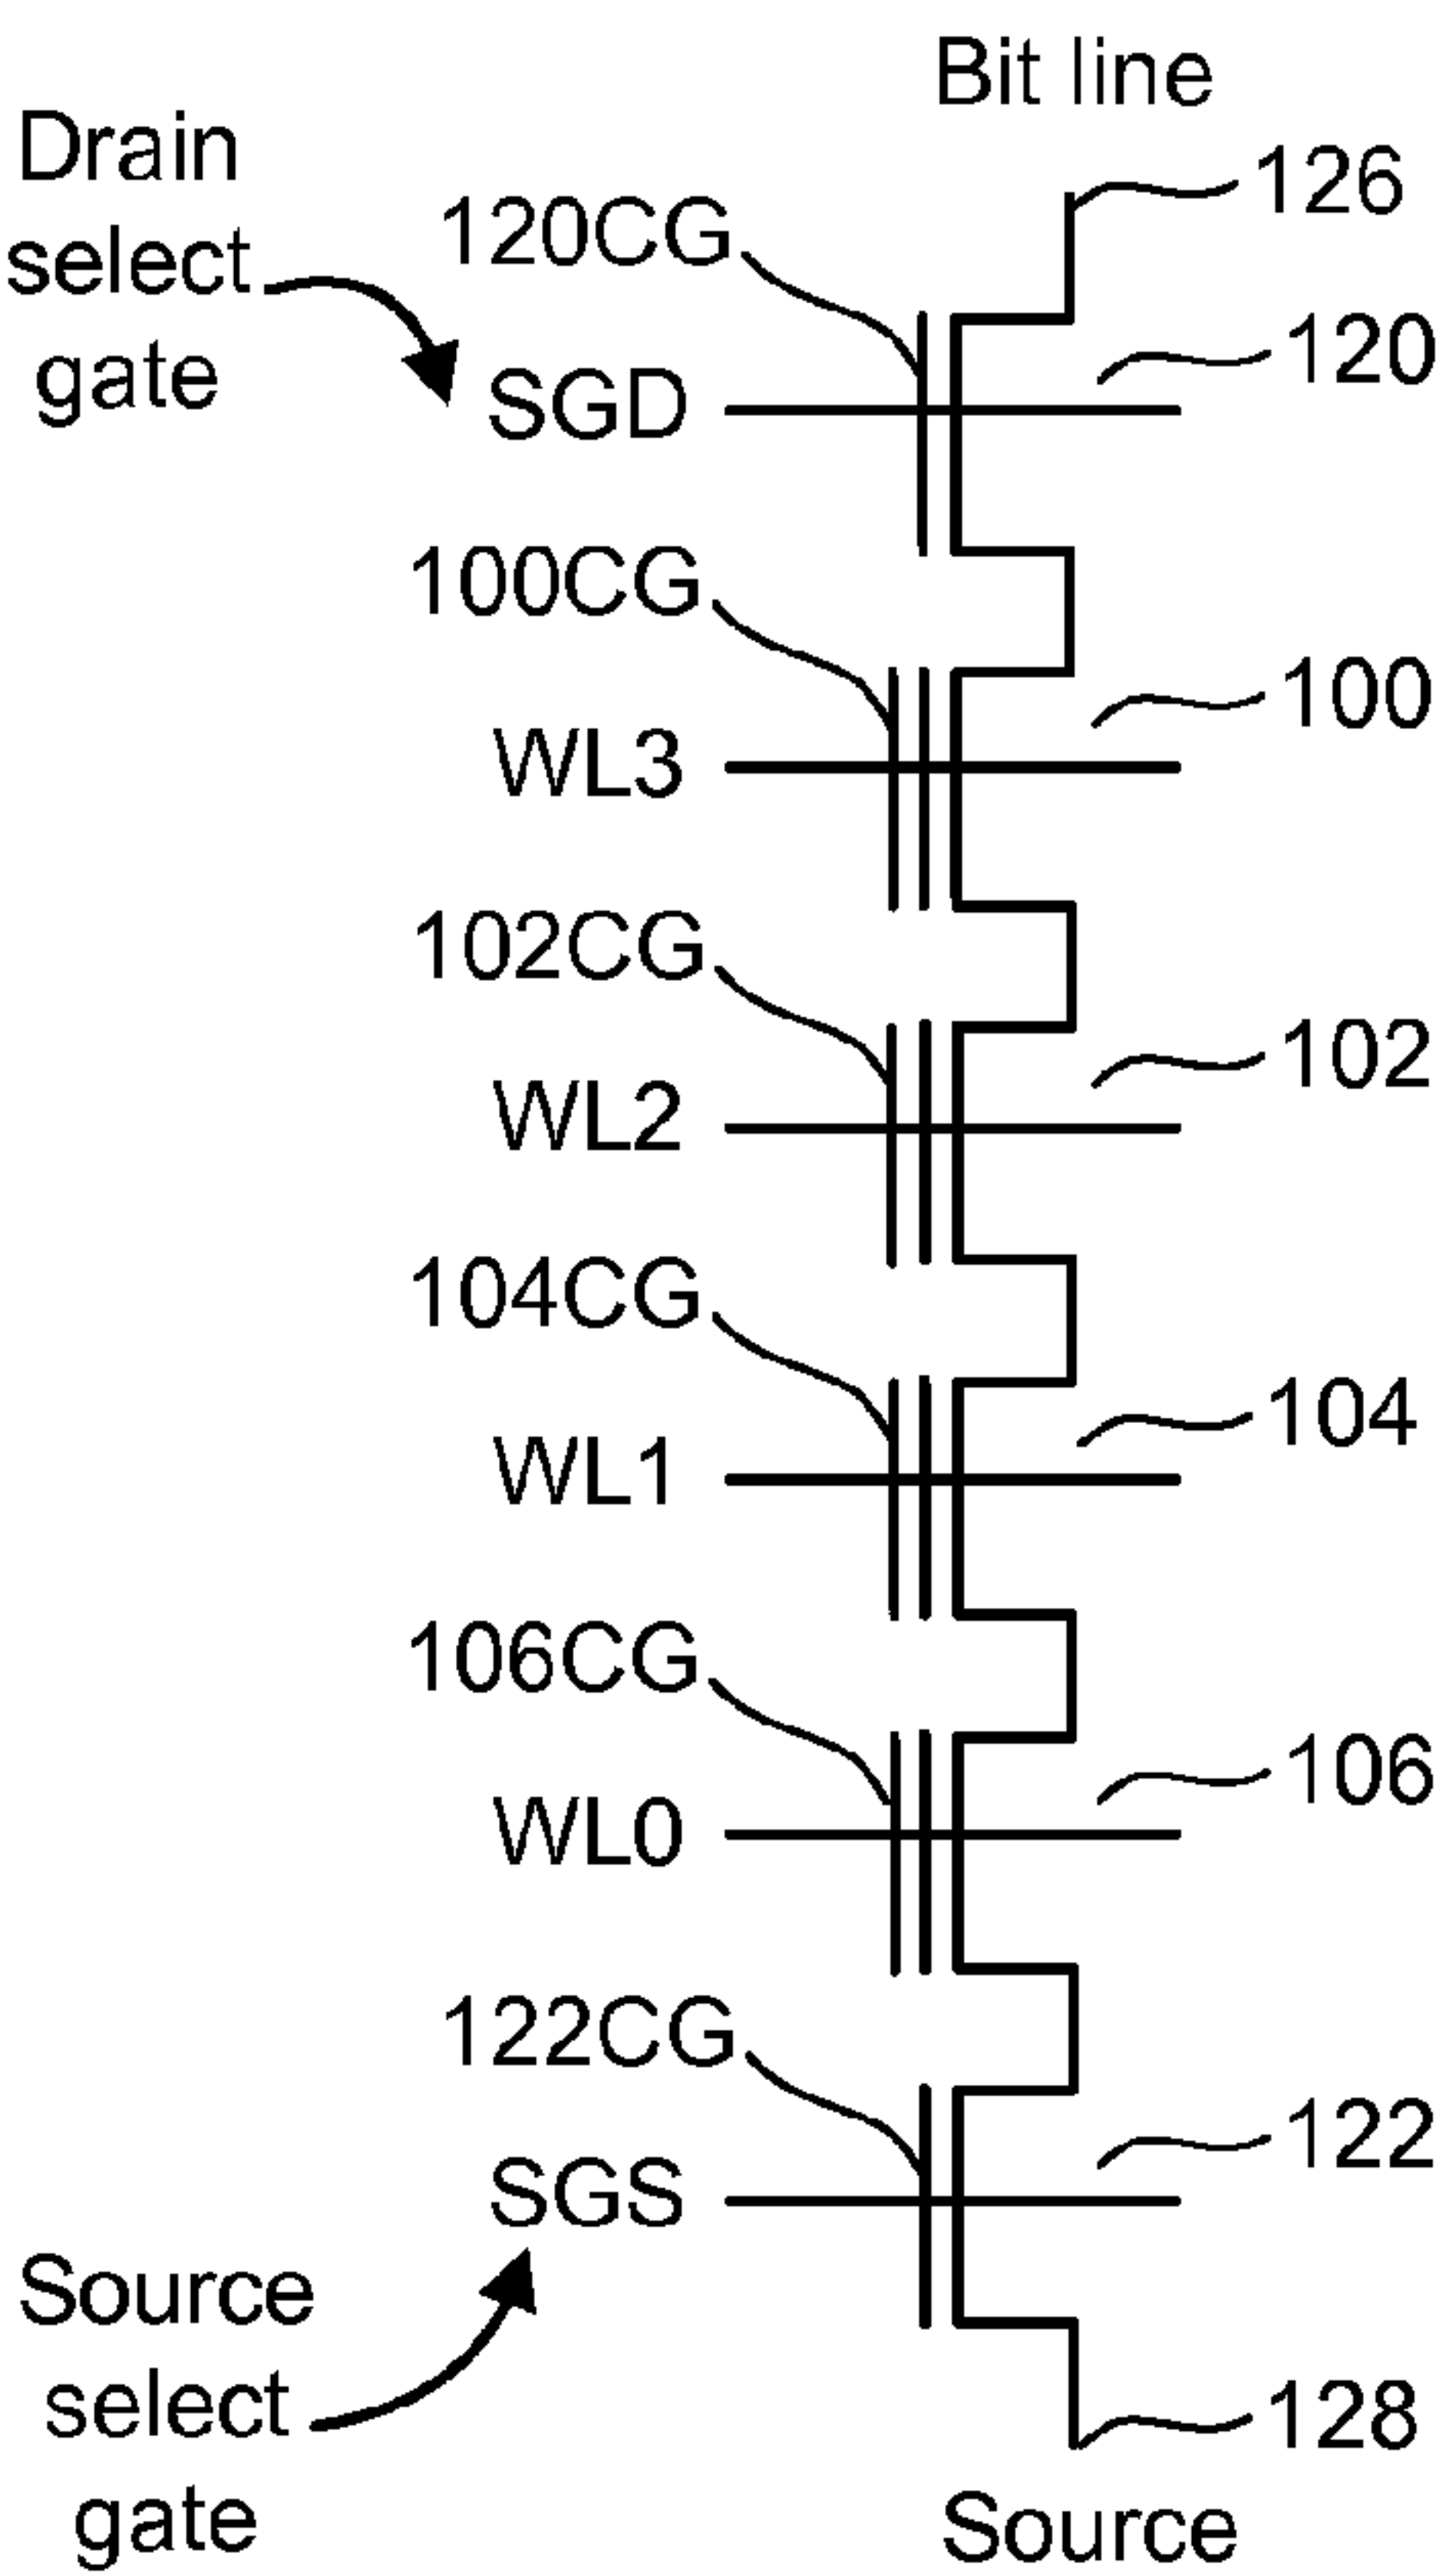 Bit line
Drain
select
gate
126
120CG
120
SGD
100CG
100
WL3
102CG
102
WL2
104CG
104
WL1
106CG
106
WL0
122CG
122
SGS
Source
select
gate
128
Source